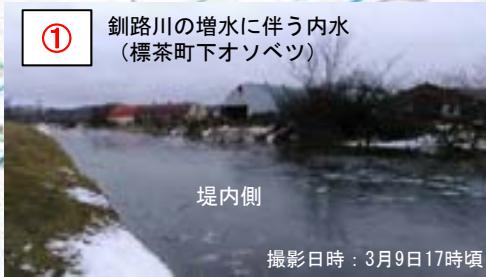 ①
釧路川の増水に伴う内水
（標茶町下オソベツ）
堤内側
撮影日時：3月9日17時頃